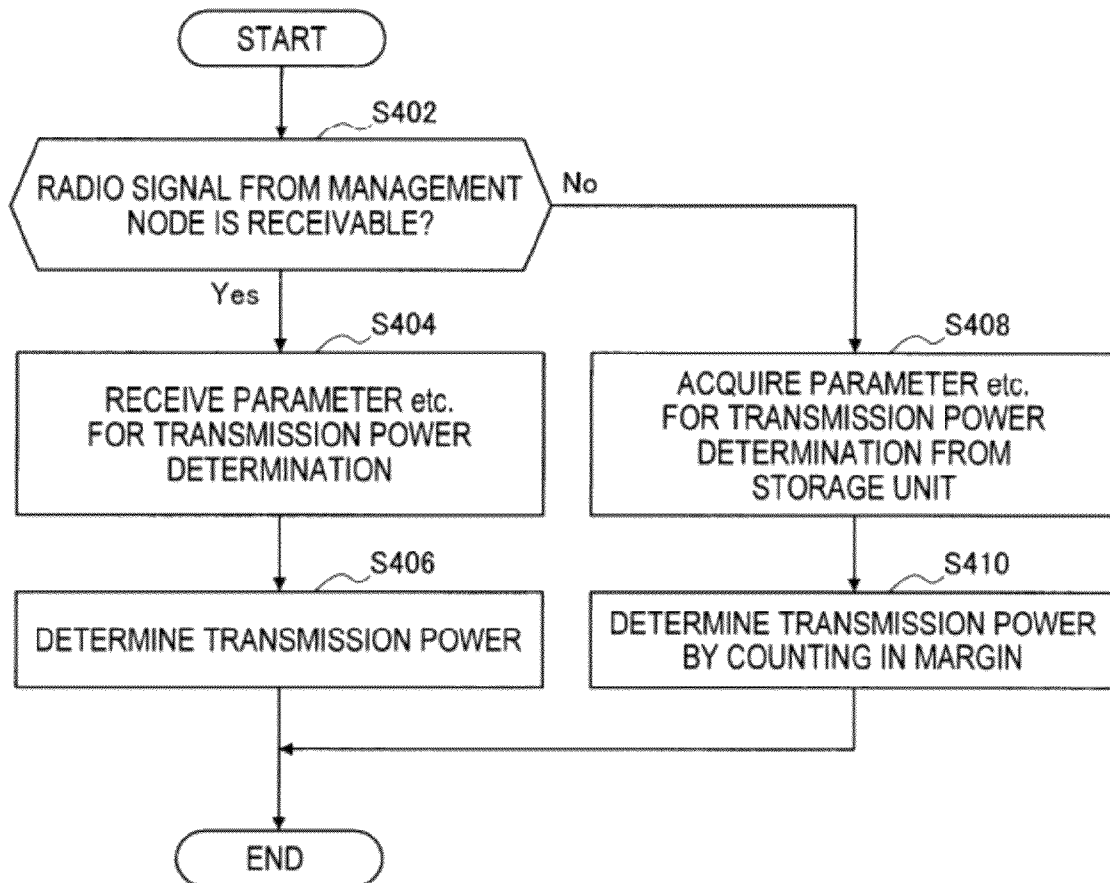 START
S402
RADIO SIGNAL FROM MANAGEMENT
NODE IS RECEIVABLE?
No
Yes
S404
RECEIVE PARAMETER etc.
FOR TRANSMISSION POWER
DETERMINATION
S408
ACQUIRE PARAMETER etc.
FOR TRANSMISSION POWER
DETERMINATION FROM
STORAGE UNIT
S406
DETERMINE TRANSMISSION POWER
S410
DETERMINE TRANSMISSION POWER
BY COUNTING IN MARGIN
END